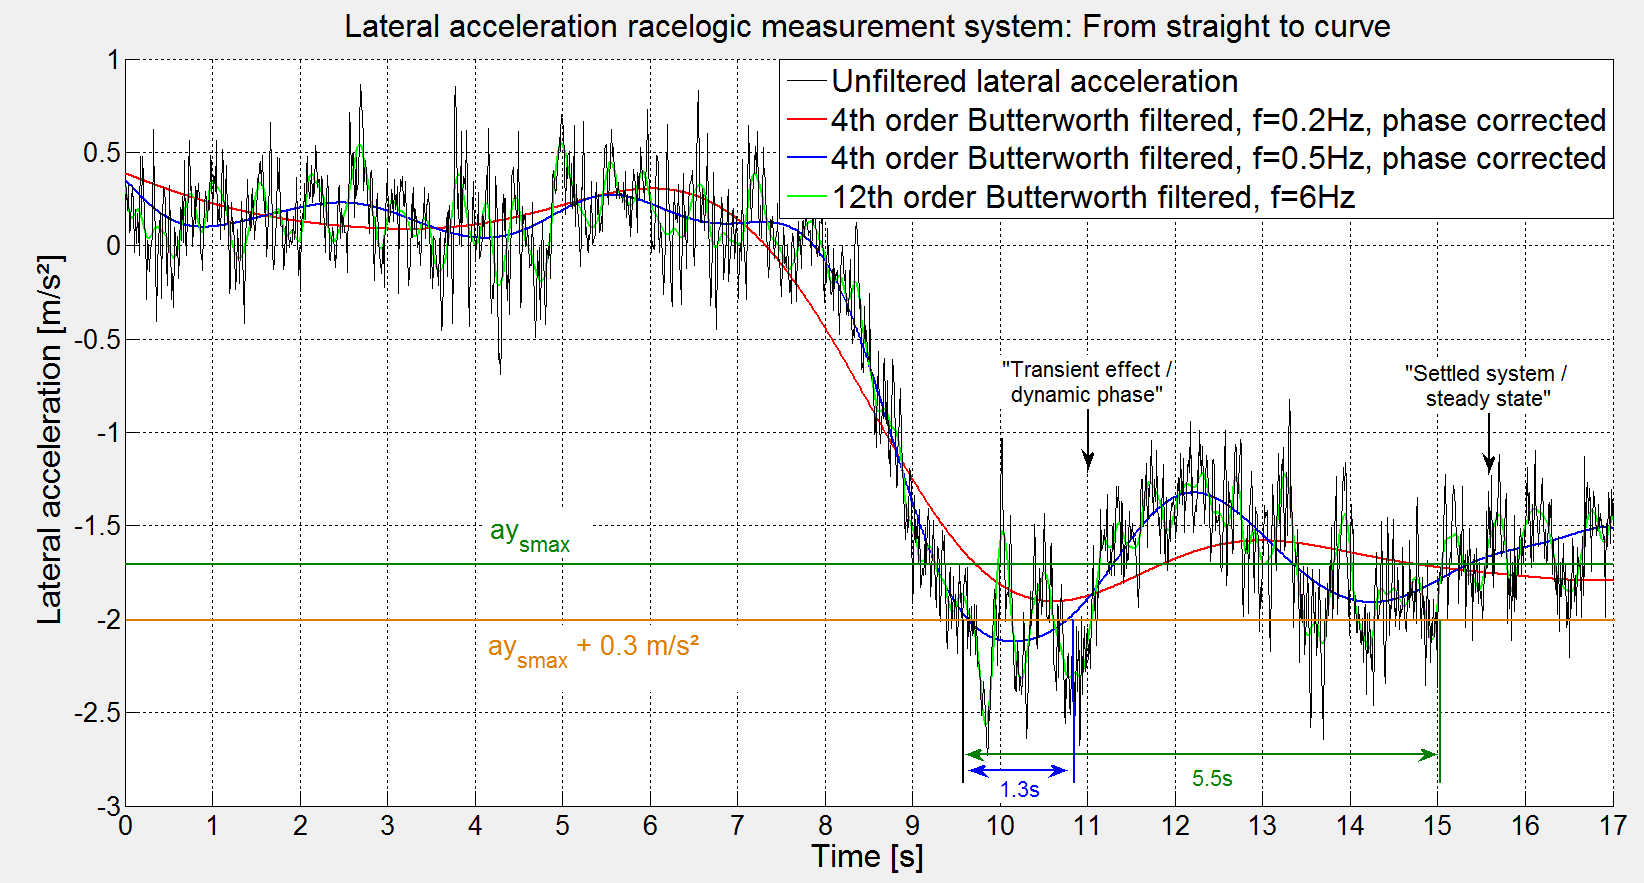 Lateral acceleration racelogic measurement system: From straight to curve
Unfiltered lateral acceleration
4th order Butterworth filtered, f=0.2Hz, phase corrected
4th order Butterworth filtered, f=0.5Hz, phase corrected
12th order Butterworth filtered, f=6Hz
Lateral acceleration [m/s²]
1
0.5
0
-0.5
-1
-1.5
-2
-2.5
-3
"Transient effect /
dynamic phase"
"Settled system /
steady state"
aysmax
aysmax + 0.3 m/s²
5.5s
1.3s
0 1 2 3 4 5 6 7 8 9 10 11 12 13 14 15 16 17
Time [s]